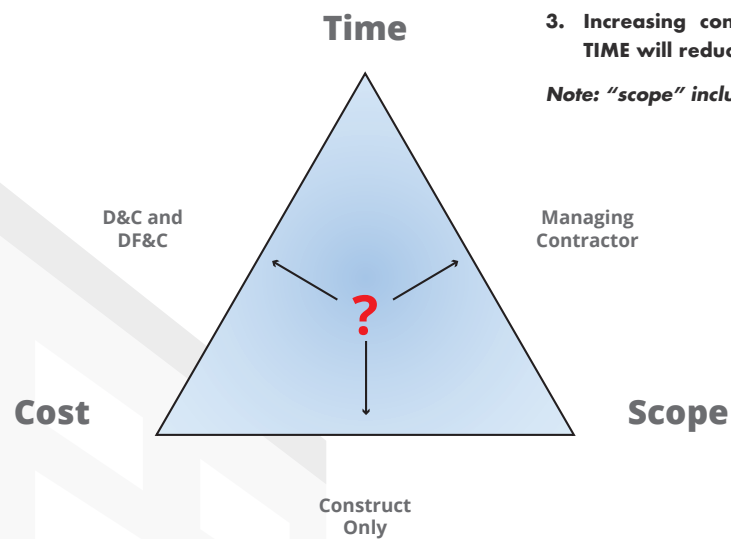 Time
3. Increasing con
TIME will reduc
Note: “scope” inclu
D&C and
DF&C
Managing
Contractor
?
Cost
Scope
Construct
Only